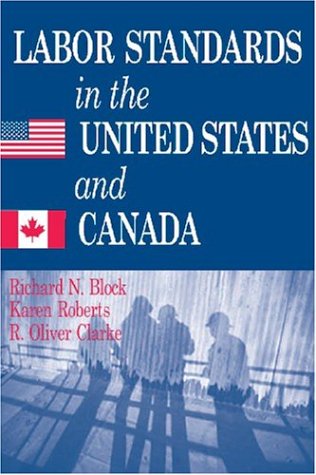 LABOR STANDARDS
in the
UNITED STATES
and
CANADA
Richard N. Block
Karen Roberts
R. Oliver Clarke